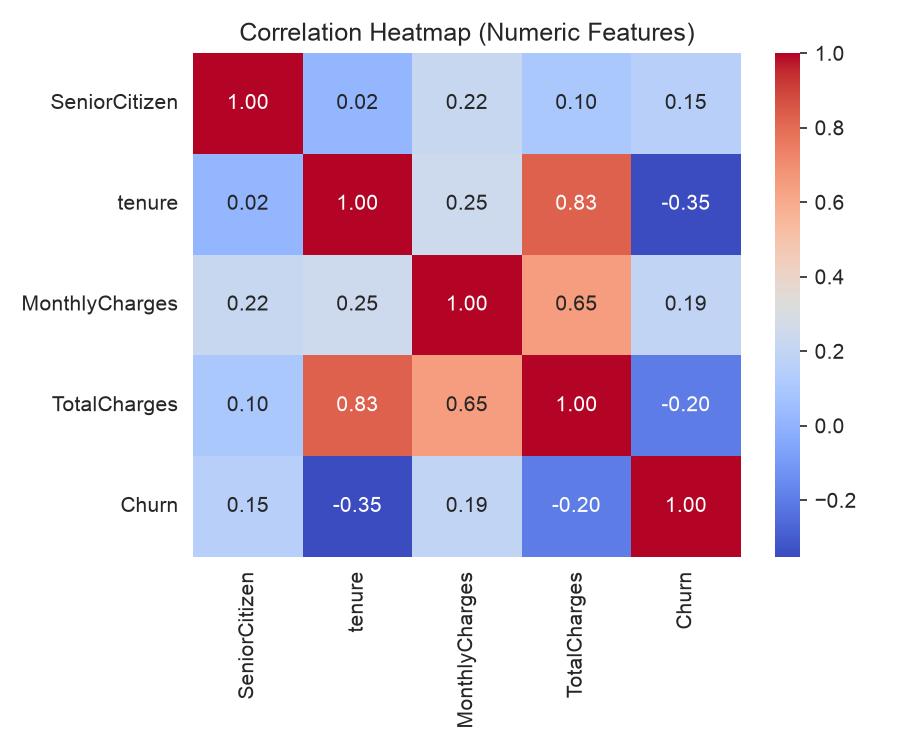 Correlation Heatmap (Numeric Features)
SeniorCitizen 1.00 0.02 0.22 0.10 0.15
tenure 0.02 1.00 0.25 0.83 -0.35
MonthlyCharges 0.22 0.25 1.00 0.65 0.19
TotalCharges 0.10 0.83 0.65 1.00 -0.20
Churn 0.15 -0.35 0.19 -0.20 1.00
SeniorCitizen
tenure
MonthlyCharges
TotalCharges
Churn
1.0
0.8
0.6
0.4
0.2
0.0
−0.2